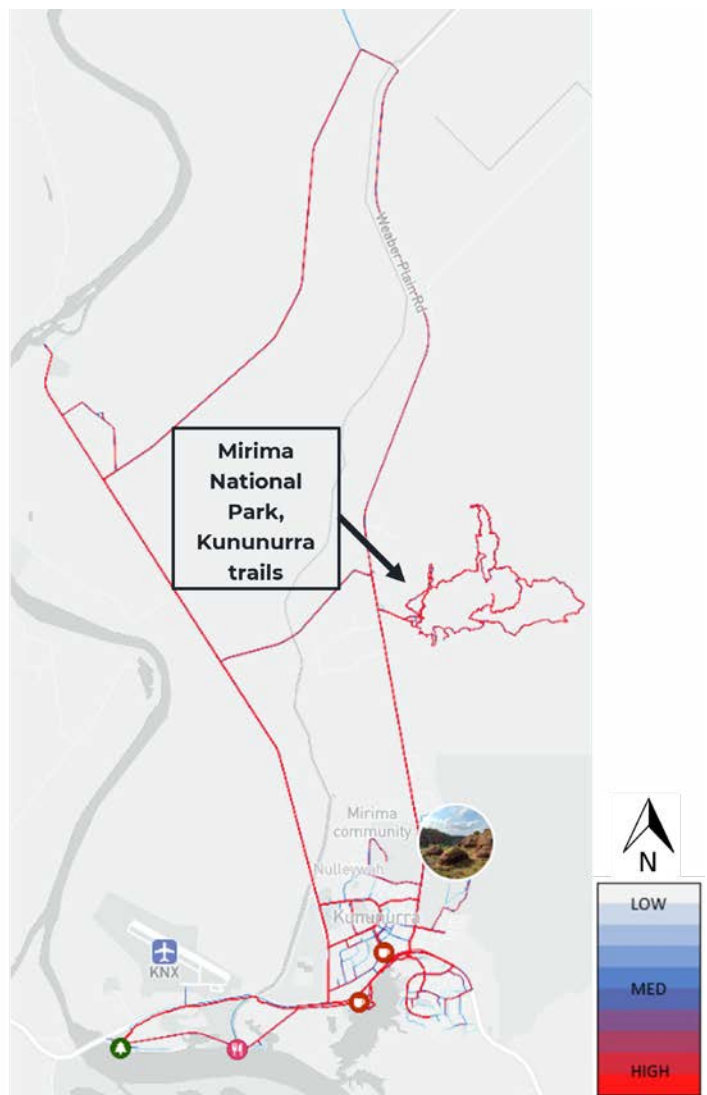 Weaber Plain Rd
Mirima
National
Park,
Kununurra
trails
Mirima
community
Nulleywah
Kununurra
KNX
N
LOW
MED
HIGH